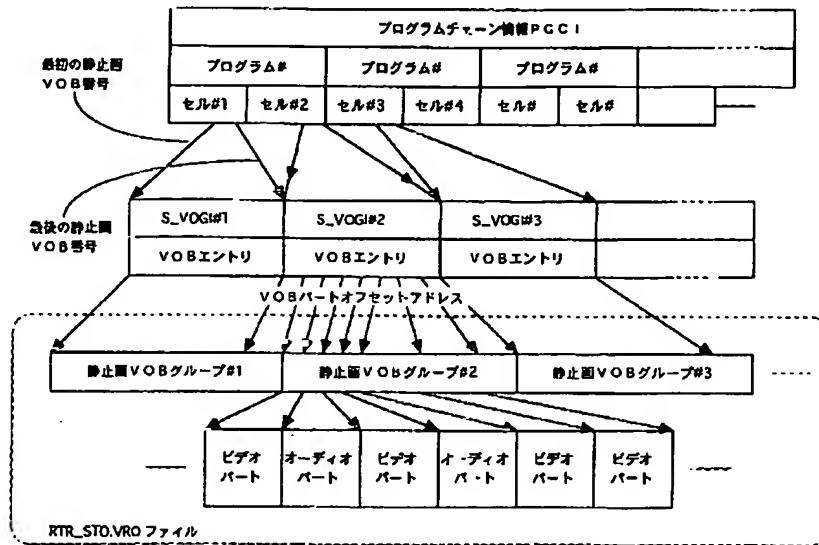 プログラムチェーン情報PGCI
プログラム# プログラム# プログラム#
セル#1 セル#2 セル#3 セル#4 セル# セル#
最初の静止画
VOB番号
最後の静止画
VOB番号
S_VOGI#1 S_VOGI#2 S_VOGI#3
VOBエントリ VOBエントリ VOBエントリ
VOBパートオフセットアドレス
静止画VOBグループ#1 静止画VOBグループ#2 静止画VOBグループ#3
ビデオ オーディオ ビデオ オーディオ ビデオ ビデオ
パート パート パート パート パート パート
RTR_STO.VRO ファイル